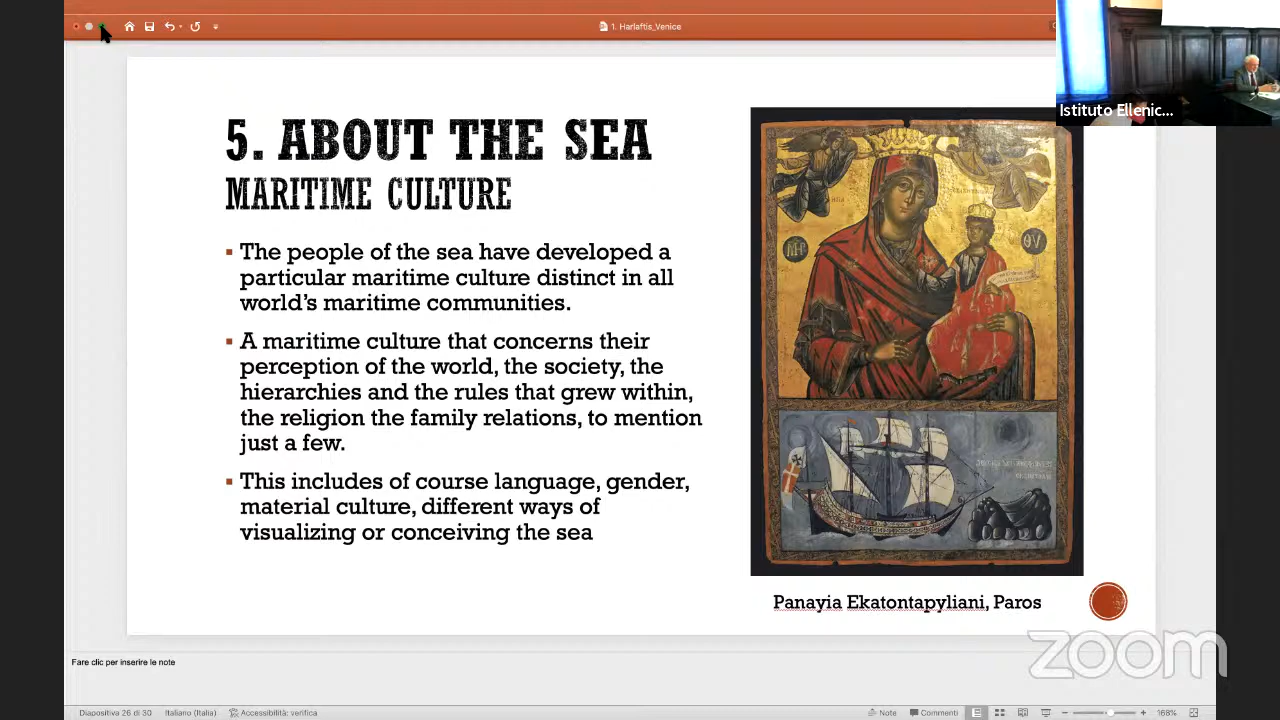 1. Harlaftis_Venice
Istituto Ellenic...
5. ABOUT THE SEA
MARITIME CULTURE
The people of the sea have developed a
particular maritime culture distinct in all
world's maritime communities.
A maritime culture that concerns their
perception of the world, the society, the
hierarchies and the rules that grew within,
the religion the family relations, to mention
just a few.
This includes of course language, gender,
material culture, different ways of
visualizing or conceiving the sea
Panayia Ekatontapyliani, Paros
zoom
Fare clic per inserire le note
Diapositiva 26 di 30 Italiano (Italia) Accessibilità: verifica Note Commenti 168%